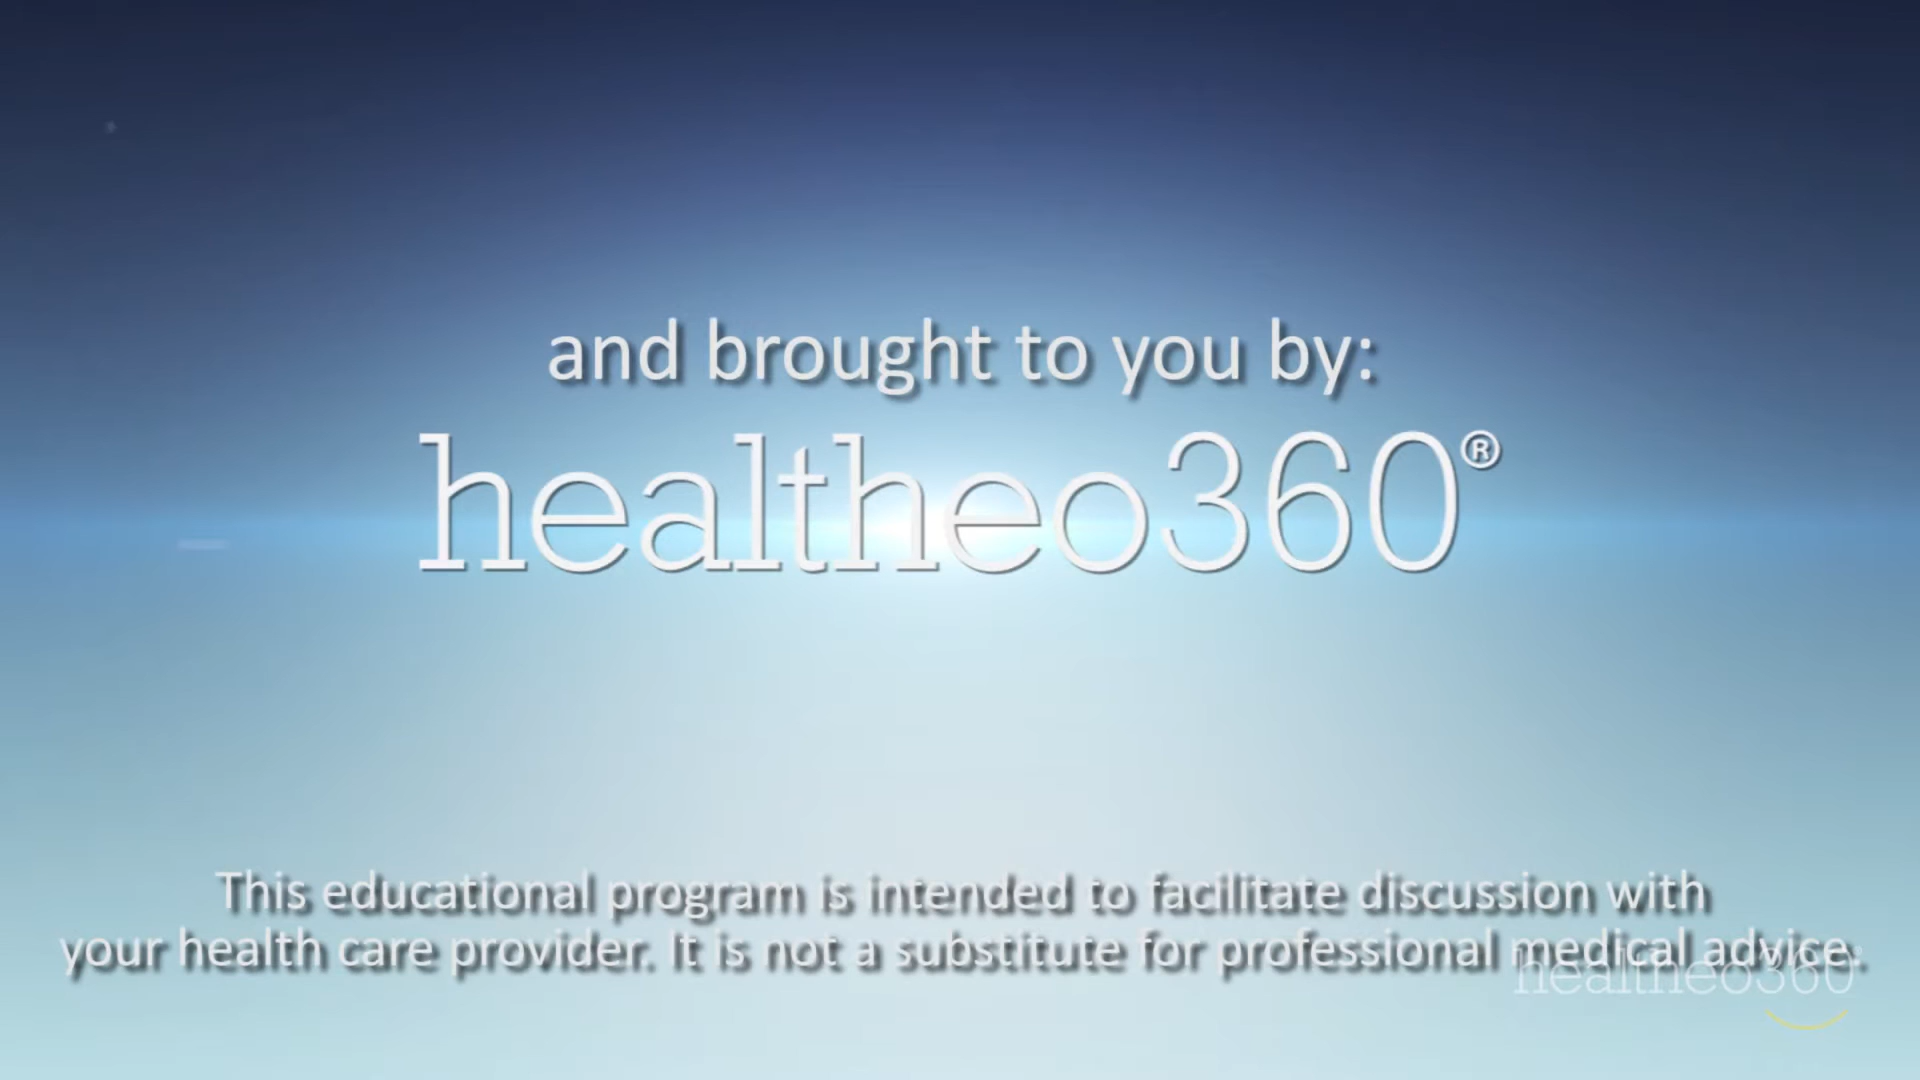 and brought to you by:
healtheo360®
This educational program is intended to facilitate discussion with
your health care provider. It is not a substitute for professional medical advice.
healtheo360